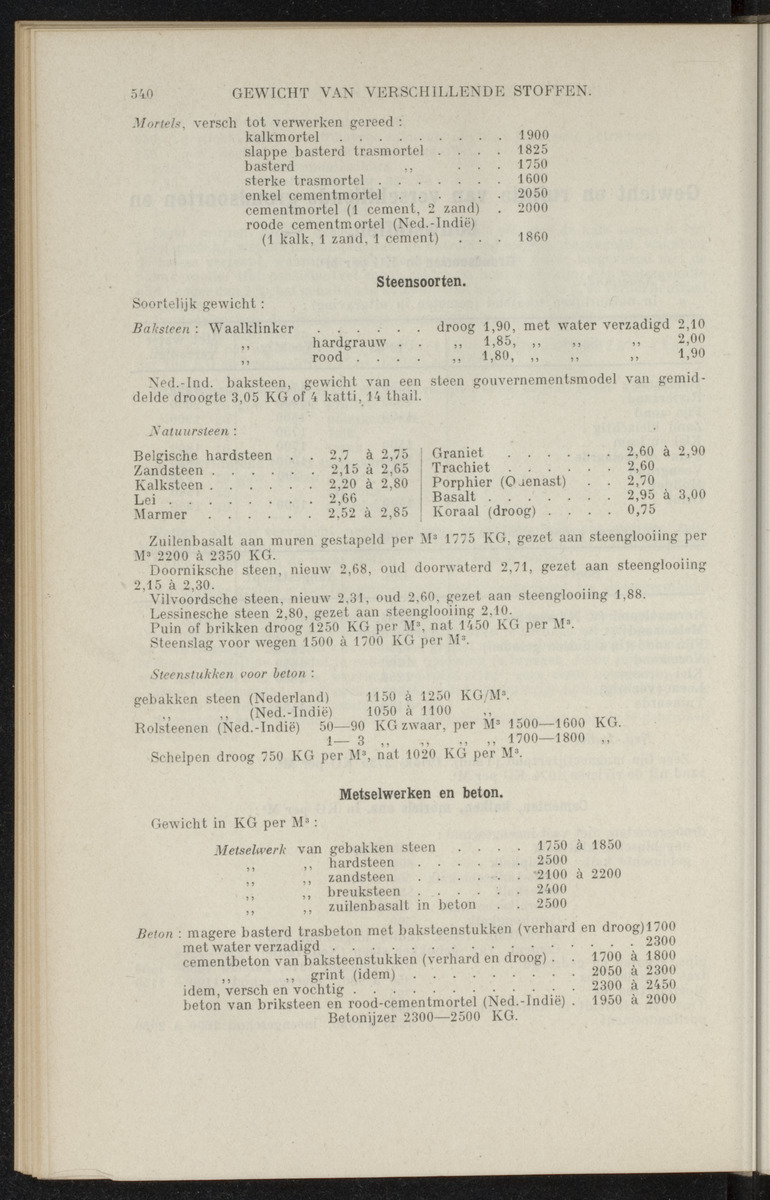 540 GEWICHT VAN VERSCHILLENDE STOFFEN.
Mortels, versch tot verwerken gereed :
kalkmortel . . . . . . . . . 1900
slappe basterd trasmortel . . . . 1825
basterd ,, . . . 1750
sterke trasmortel . . . . . . . 1600
enkel cementmortel . . . . . . 2050
cementmortel (1 cement, 2 zand) . 2000
roode cementmortel (Ned.-Indië)
(1 kalk, 1 zand, 1 cement) . . . 1860
Steensoorten.
Soortelijk gewicht :
Baksteen : Waalklinker . . . . . . droog 1,90, met water verzadigd 2,10
,, hardgrauw . . ,, 1,85, ,, ,, ,, 2,00
,, rood . . . . ,, 1,80, ,, ,, ,, 1,90
Ned.-Ind. baksteen, gewicht van een steen gouvernementsmodel van gemid-
delde droogte 3,05 KG of 4 katti, 14 thail.
Natuursteen :
Belgische hardsteen . . 2,7 à 2,75
Zandsteen . . . . . . 2,15 à 2,65
Kalksteen . . . . . . 2,20 à 2,80
Lei . . . . . . . . 2,66
Marmer . . . . . . 2,52 à 2,85
Graniet . . . . . . 2,60 à 2,90
Trachiet . . . . . . 2,60
Porphier (Quenast) . . 2,70
Basalt . . . . . . . 2,95 à 3,00
Koraal (droog) . . . . 0,75
Zuilenbasalt aan muren gestapeld per M³ 1775 KG, gezet aan steenglooiing per
M³ 2200 à 2350 KG.
Doorniksche steen, nieuw 2,68, oud doorwaterd 2,71, gezet aan steenglooiing
2,15 à 2,30.
Vilvoordsche steen, nieuw 2,31, oud 2,60, gezet aan steenglooiing 1,88.
Lessinesche steen 2,80, gezet aan steenglooiing 2,10.
Puin of brikken droog 1250 KG per M³, nat 1450 KG per M³.
Steenslag voor wegen 1500 à 1700 KG per M³.
Steenstukken voor beton :
gebakken steen (Nederland) 1150 à 1250 KG/M³.
,, ,, (Ned.-Indië) 1050 à 1100 ,,
Rolsteenen (Ned.-Indië) 50—90 KG zwaar, per M³ 1500—1600 KG.
1— 3 ,, ,, ,, ,, 1700—1800 ,,
Schelpen droog 750 KG per M³, nat 1020 KG per M³.
Metselwerken en beton.
Gewicht in KG per M³ :
Metselwerk van gebakken steen . . . . 1750 à 1850
,, ,, hardsteen . . . . . . 2500
,, ,, zandsteen . . . . . . 2100 à 2200
,, ,, breuksteen . . . . . . 2400
,, ,, zuilenbasalt in beton . . 2500
Beton : magere basterd trasbeton met baksteenstukken (verhard en droog) 1700
met water verzadigd . . . . . . . . . . . . . . . . 2300
cementbeton van baksteenstukken (verhard en droog) . . 1700 à 1800
,, ,, grint (idem) . . . . . . . . . 2050 à 2300
idem, versch en vochtig . . . . . . . . . . . . 2300 à 2450
beton van briksteen en rood-cementmortel (Ned.-Indië) . 1950 à 2000
Betonijzer 2300—2500 KG.